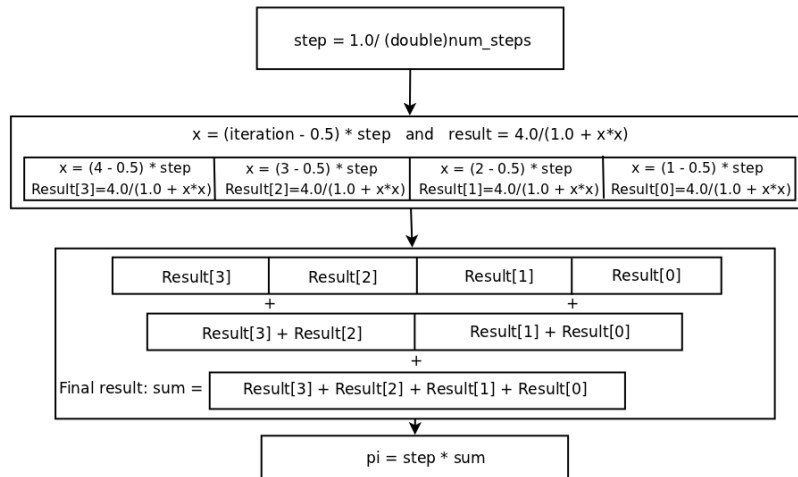 step = 1.0/ (double)num_steps
x = (iteration - 0.5) * step and result = 4.0/(1.0 + x*x)
x = (4 - 0.5) * step x = (3 - 0.5) * step x = (2 - 0.5) * step x = (1 - 0.5) * step
Result[3]=4.0/(1.0 + x*x) Result[2]=4.0/(1.0 + x*x) Result[1]=4.0/(1.0 + x*x) Result[0]=4.0/(1.0 + x*x)
Result[3] Result[2] Result[1] Result[0]
+ +
Result[3] + Result[2] Result[1] + Result[0]
+
Final result: sum = Result[3] + Result[2] + Result[1] + Result[0]
pi = step * sum